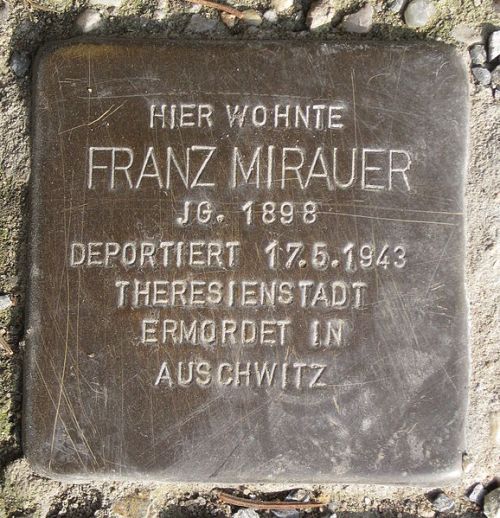 HIER WOHNTE
FRANZ MIRAUER
JG. 1898
DEPORTIERT 17.5.1943
THERESIENSTADT
ERMORDET IN
AUSCHWITZ